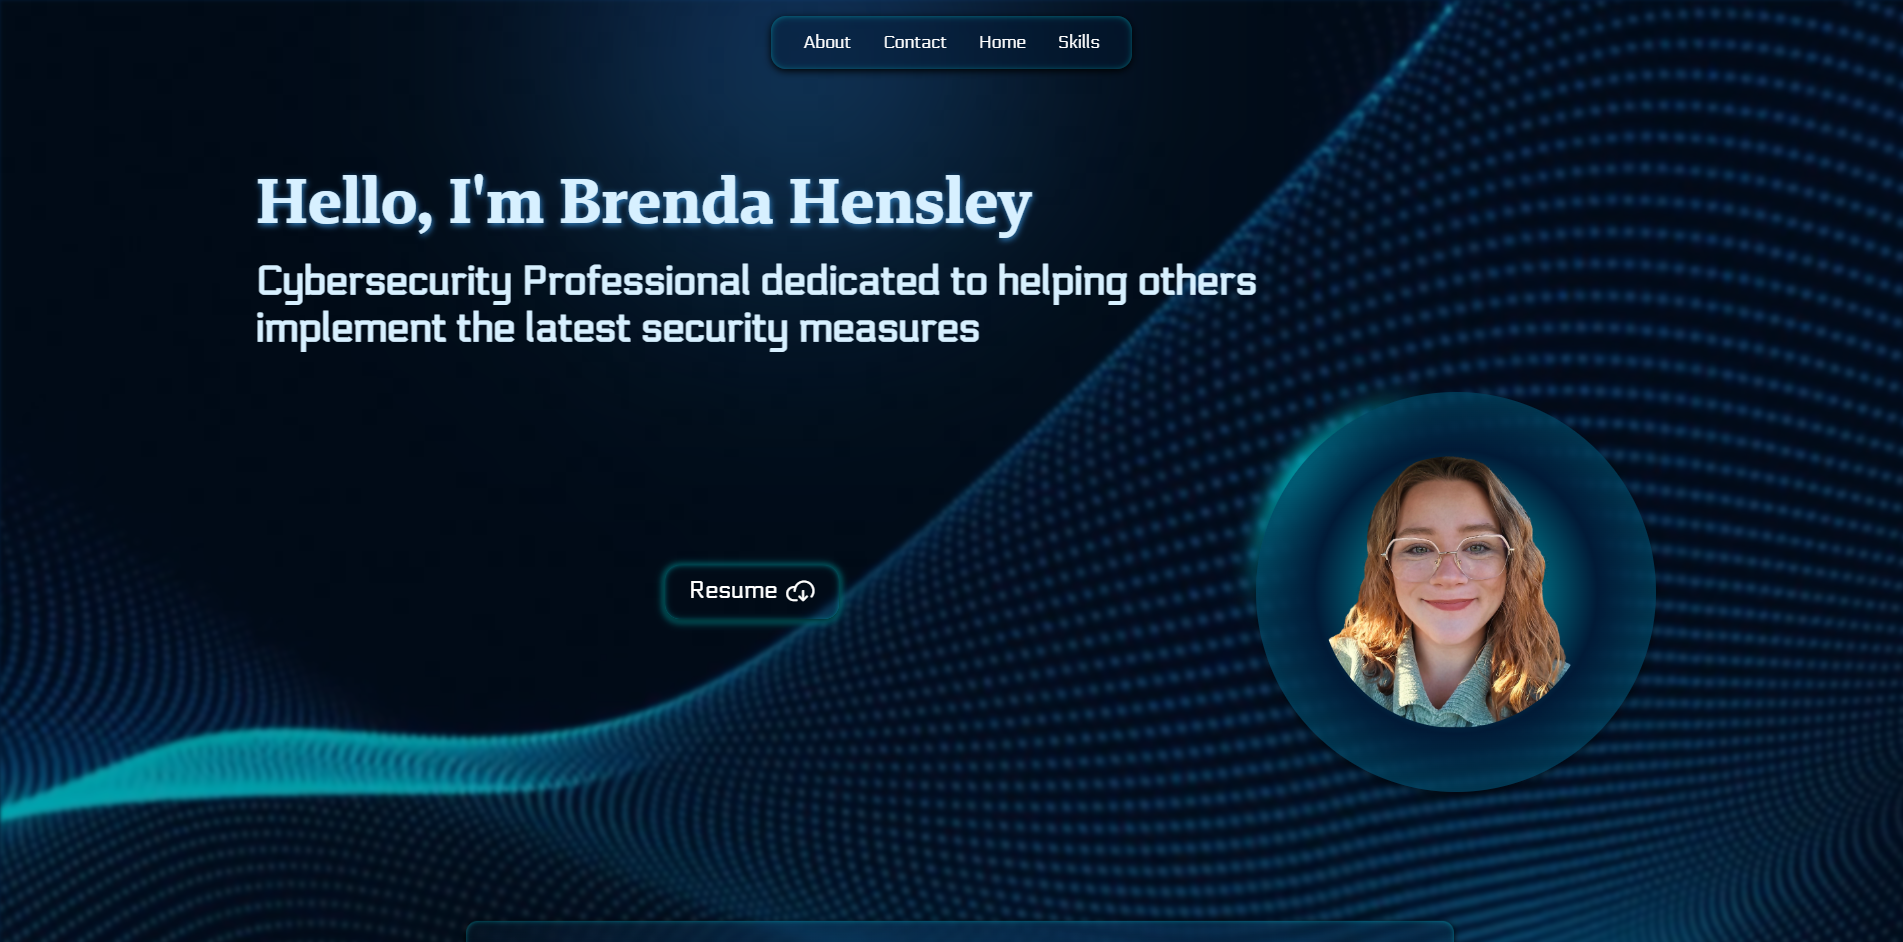 About Contact Home Skills
Hello, I'm Brenda Hensley
Cybersecurity Professional dedicated to helping others
implement the latest security measures
Resume